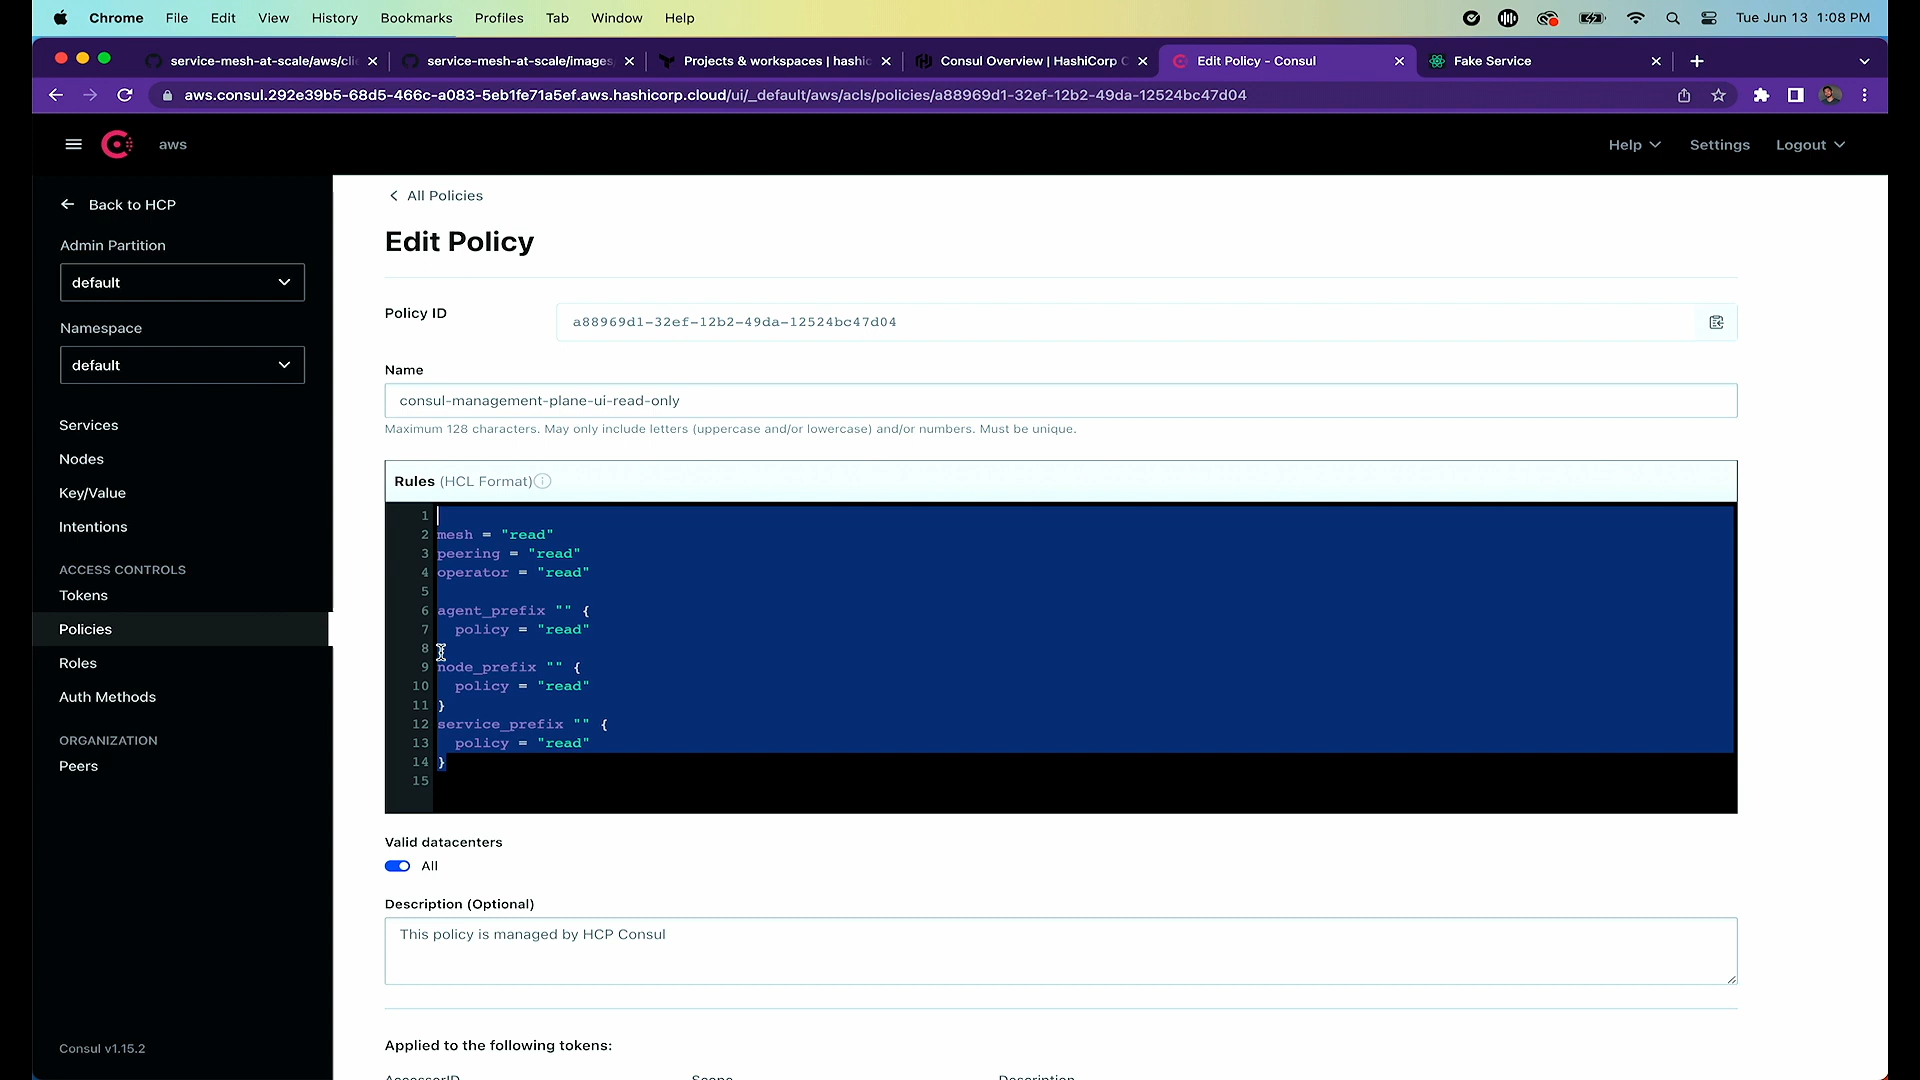 Chrome File Edit View History Bookmarks Profiles Tab Window Help Tue Jun 13 1:08 PM
service-mesh-at-scale/aws/clie service-mesh-at-scale/images Projects & workspaces | hashic Consul Overview | HashiCorp C Edit Policy - Consul Fake Service
aws.consul.292e39b5-68d5-466c-a083-5eb1fe71a5ef.aws.hashicorp.cloud/ui/_default/aws/acls/policies/a88969d1-32ef-12b2-49da-12524bc47d04
aws Help Settings Logout
Back to HCP
Admin Partition
default
Namespace
default
Services
Nodes
Key/Value
Intentions
ACCESS CONTROLS
Tokens
Policies
Roles
Auth Methods
ORGANIZATION
Peers
Consul v1.15.2
All Policies
Edit Policy
Policy ID a88969d1-32ef-12b2-49da-12524bc47d04
Name
consul-management-plane-ui-read-only
Maximum 128 characters. May only include letters (uppercase and/or lowercase) and/or numbers. Must be unique.
Rules (HCL Format)
1
2 mesh = "read"
3 peering = "read"
4 operator = "read"
5
6 agent_prefix "" {
7 policy = "read"
8
9 node_prefix "" {
10 policy = "read"
11 }
12 service_prefix "" {
13 policy = "read"
14 }
15
Valid datacenters
All
Description (Optional)
This policy is managed by HCP Consul
Applied to the following tokens:
AccessorID Scope Description